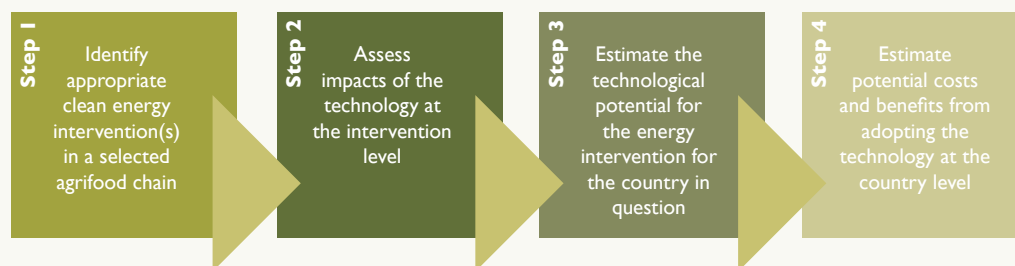 Step 1
Identify
appropriate
clean energy
intervention(s)
in a selected
agrifood chain
Step 2
Assess
impacts of the
technology at
the intervention
level
Step 3
Estimate the
technological
potential for
the energy
intervention for
the country in
question
Step 4
Estimate
potential costs
and benefits from
adopting the
technology at the
country level